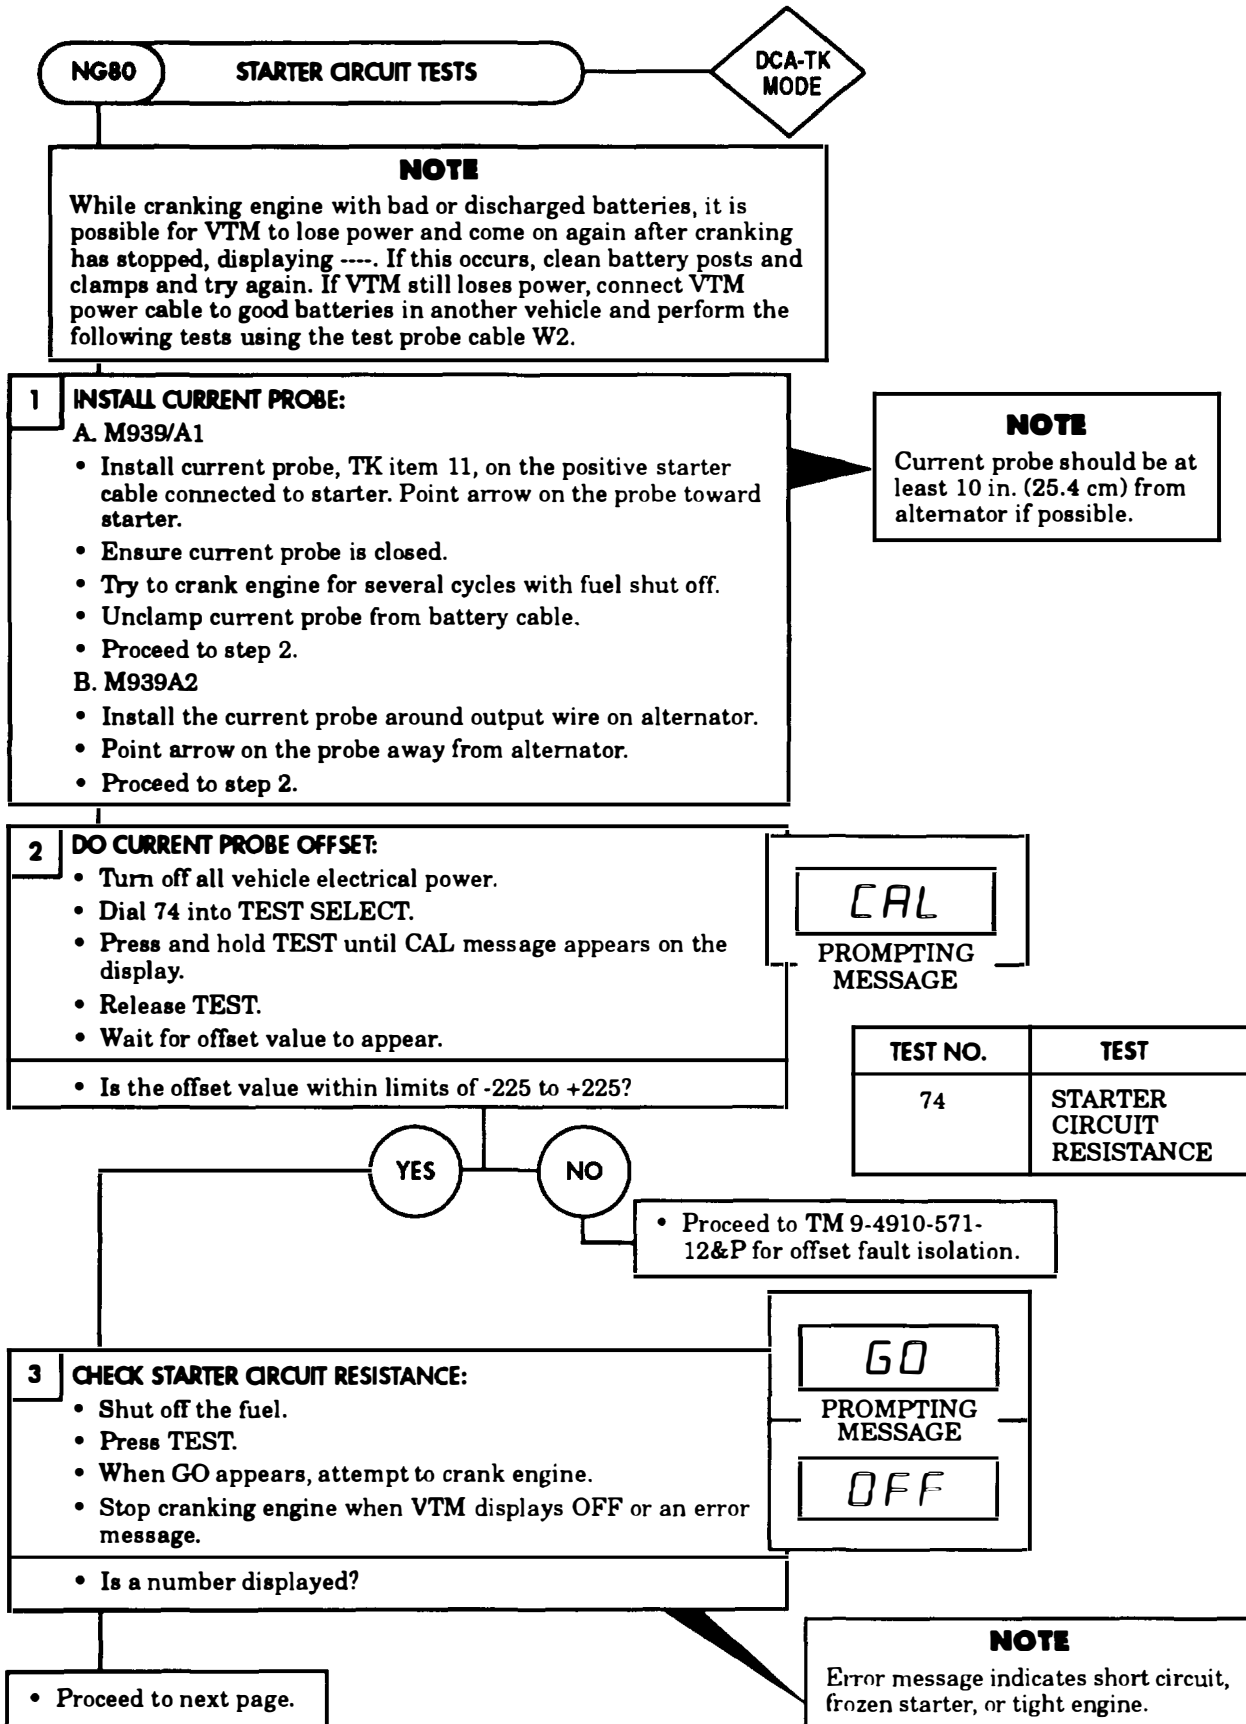 NG80
STARTER CIRCUIT TESTS
DCA-TK
MODE
NOTE
While cranking engine with bad or discharged batteries, it is
possible for VTM to lose power and come on again after cranking
has stopped, displaying ----. If this occurs, clean battery posts and
clamps and try again. If VTM still loses power, connect VTM
power cable to good batteries in another vehicle and perform the
following tests using the test probe cable W2.
1 INSTALL CURRENT PROBE:
A. M939/A1
• Install current probe, TK item 11, on the positive starter
cable connected to starter. Point arrow on the probe toward
starter.
• Ensure current probe is closed.
• Try to crank engine for several cycles with fuel shut off.
• Unclamp current probe from battery cable.
• Proceed to step 2.
B. M939A2
• Install the current probe around output wire on alternator.
• Point arrow on the probe away from alternator.
• Proceed to step 2.
NOTE
Current probe should be at
least 10 in. (25.4 cm) from
alternator if possible.
2 DO CURRENT PROBE OFFSET:
• Turn off all vehicle electrical power.
• Dial 74 into TEST SELECT.
• Press and hold TEST until CAL message appears on the
display.
• Release TEST.
• Wait for offset value to appear.
• Is the offset value within limits of -225 to +225?
CAL
PROMPTING
MESSAGE
TEST NO. TEST
74 STARTER
CIRCUIT
RESISTANCE
YES
NO
• Proceed to TM 9-4910-571-
12&P for offset fault isolation.
3 CHECK STARTER CIRCUIT RESISTANCE:
• Shut off the fuel.
• Press TEST.
• When GO appears, attempt to crank engine.
• Stop cranking engine when VTM displays OFF or an error
message.
• Is a number displayed?
GO
PROMPTING
MESSAGE
OFF
NOTE
Error message indicates short circuit,
frozen starter, or tight engine.
• Proceed to next page.